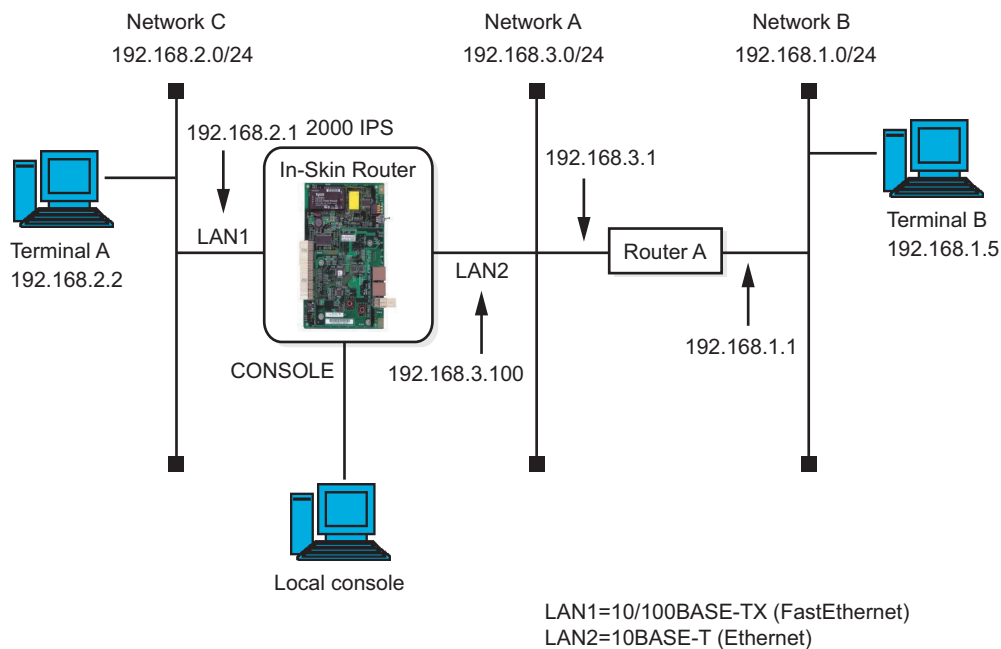 Network C
192.168.2.0/24
Network A
192.168.3.0/24
Network B
192.168.1.0/24
192.168.2.1
2000 IPS
In-Skin Router
192.168.3.1
Terminal A
192.168.2.2
LAN1
LAN2
Router A
Terminal B
192.168.1.5
CONSOLE
192.168.3.100
192.168.1.1
Local console
LAN1=10/100BASE-TX (FastEthernet)
LAN2=10BASE-T (Ethernet)